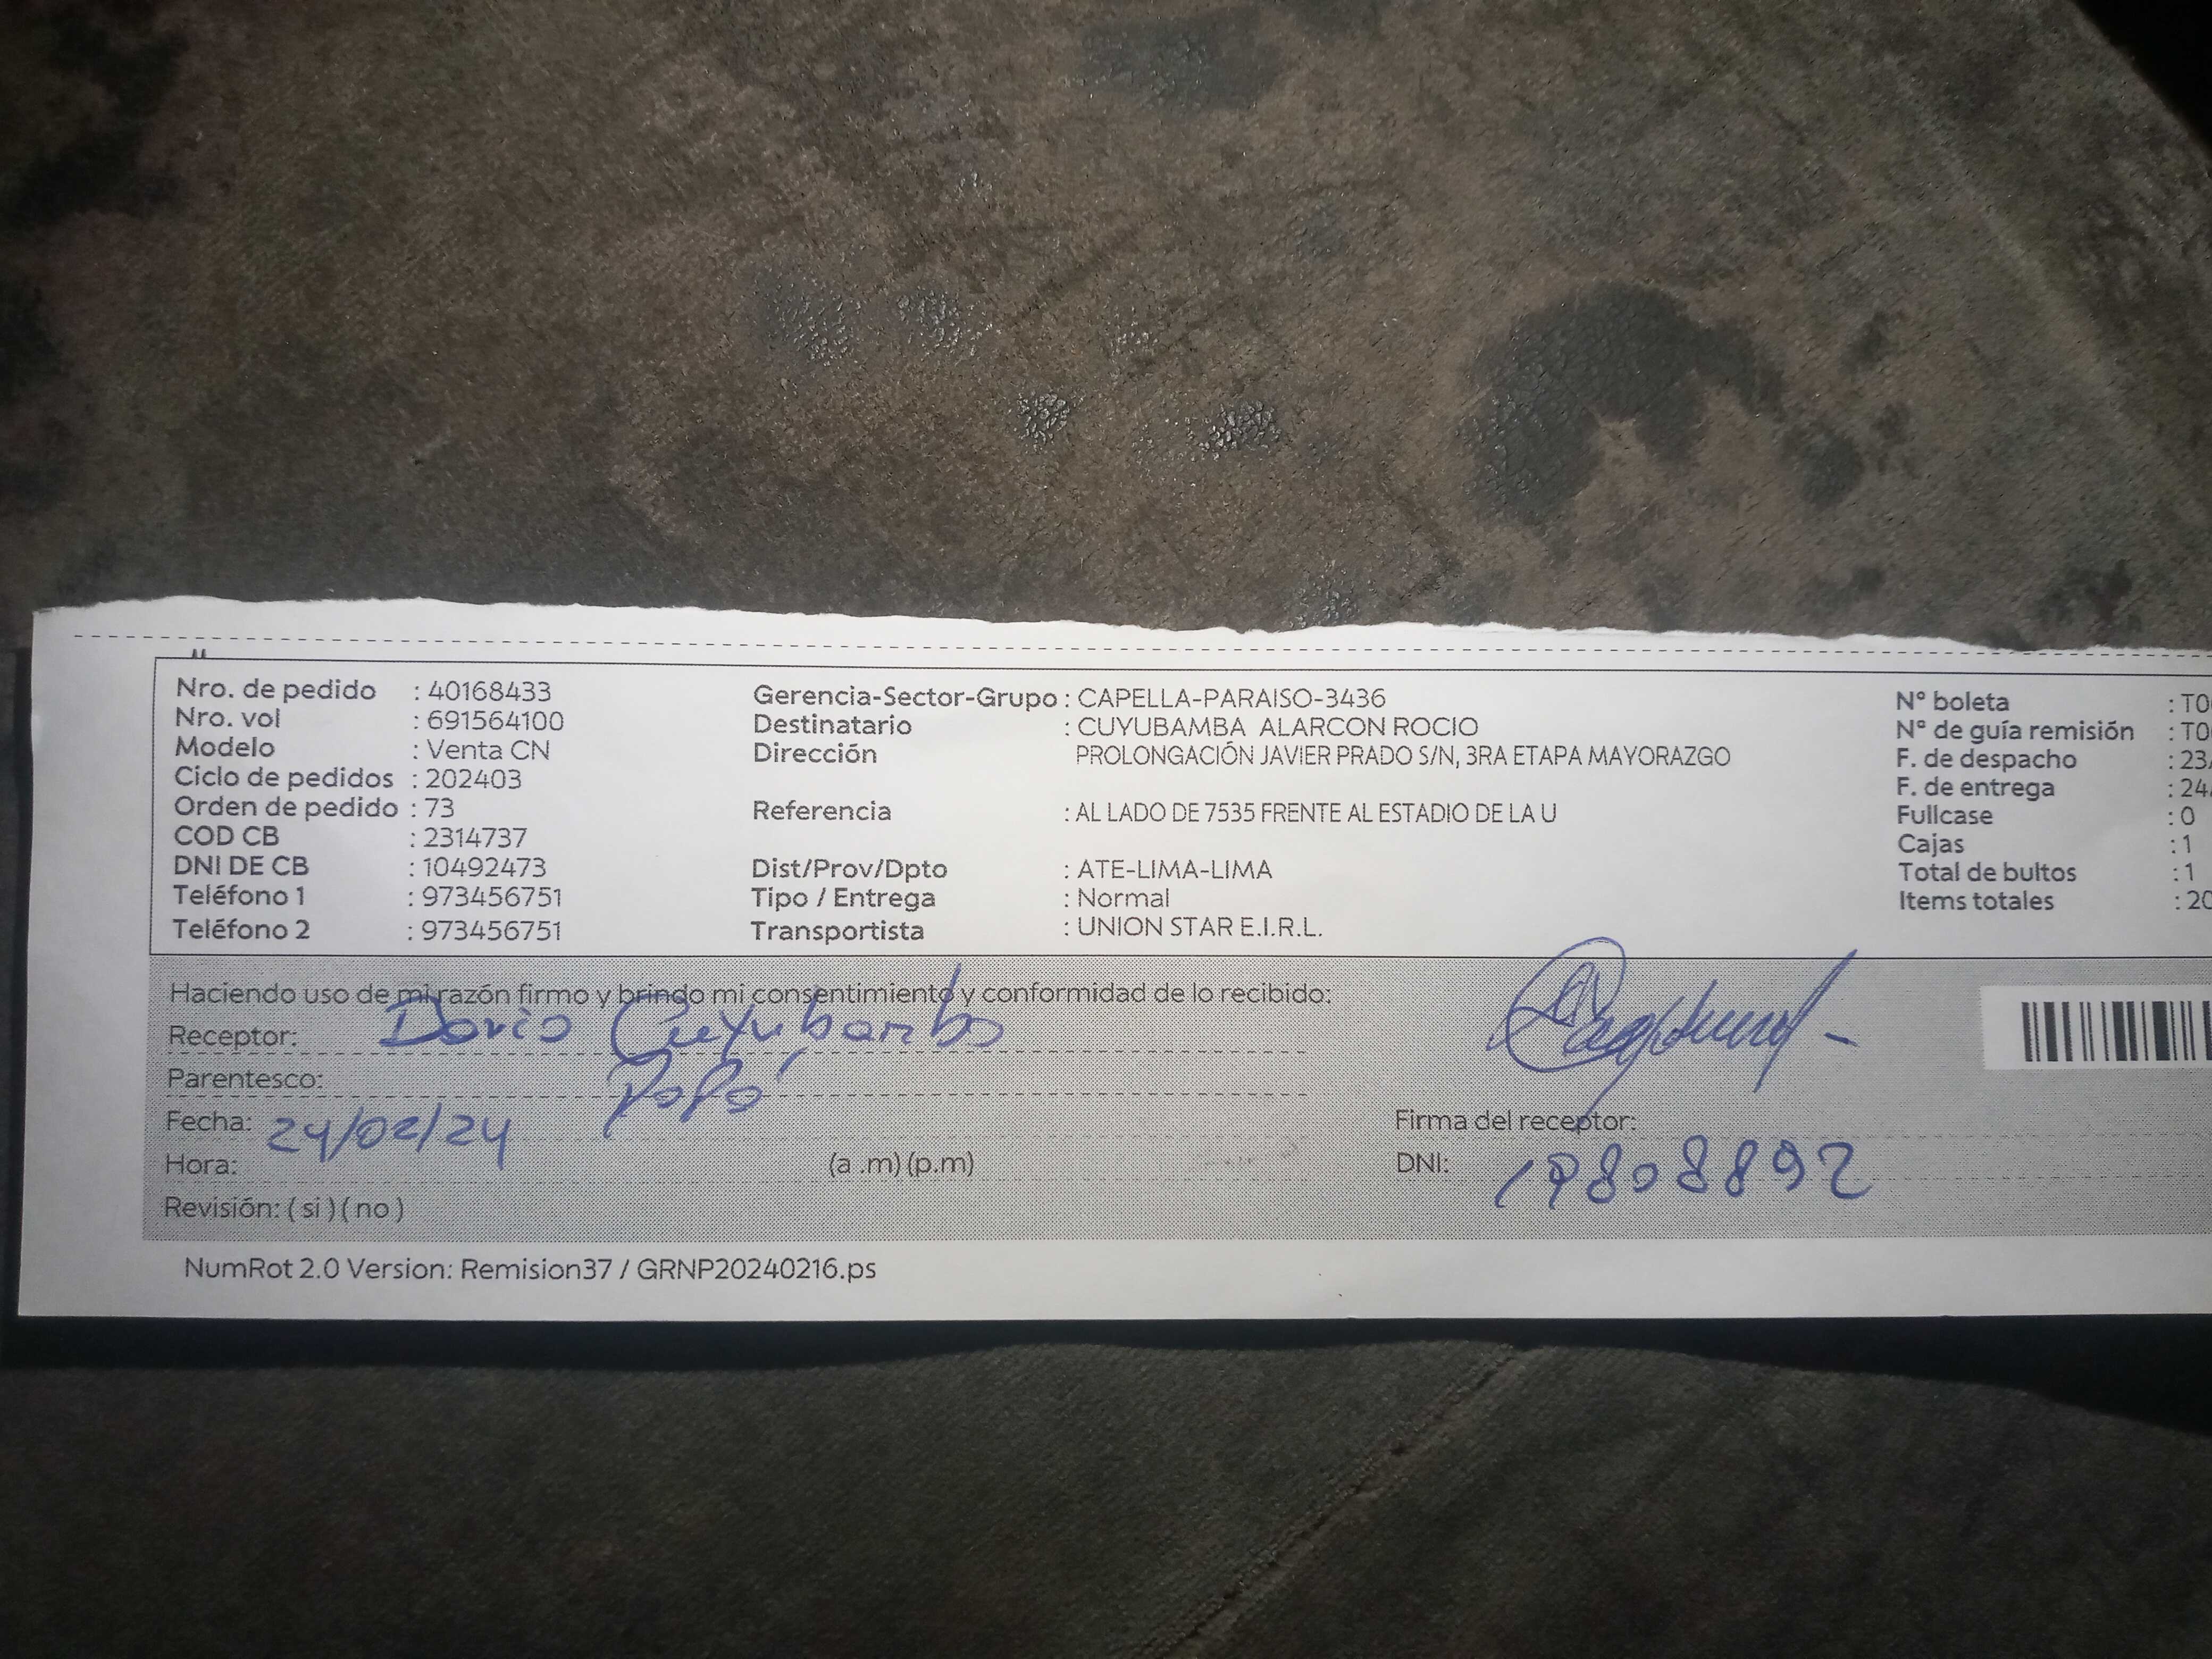 Nro. de pedido : 40168433
Nro. vol : 691564100
Modelo : Venta CN
Ciclo de pedidos : 202403
Orden de pedido : 73
COD CB : 2314737
DNI DE CB : 10492473
Teléfono 1 : 973456751
Teléfono 2 : 973456751
Gerencia-Sector-Grupo : CAPELLA-PARAISO-3436
Destinatario : CUYUBAMBA ALARCON ROCIO
Dirección PROLONGACIÓN JAVIER PRADO S/N, 3RA ETAPA MAYORAZGO
Referencia : AL LADO DE 7535 FRENTE AL ESTADIO DE LA U
Dist/Prov/Dpto : ATE-LIMA-LIMA
Tipo / Entrega : Normal
Transportista : UNION STAR E.I.R.L.
N° boleta : T0
N° de guía remisión : T0
F. de despacho : 23
F. de entrega : 24
Fullcase : 0
Cajas : 1
Total de bultos : 1
Items totales : 20
Haciendo uso de mi razón firmo y brindo mi consentimiento y conformidad de lo recibido:
Receptor: Dario Cuyubamba
Parentesco: Papá
Fecha: 24/02/24
Hora: (a .m) (p.m)
Revisión: ( si ) ( no )
Firma del receptor:
DNI: 19808892
NumRot 2.0 Version: Remision37 / GRNP20240216.ps